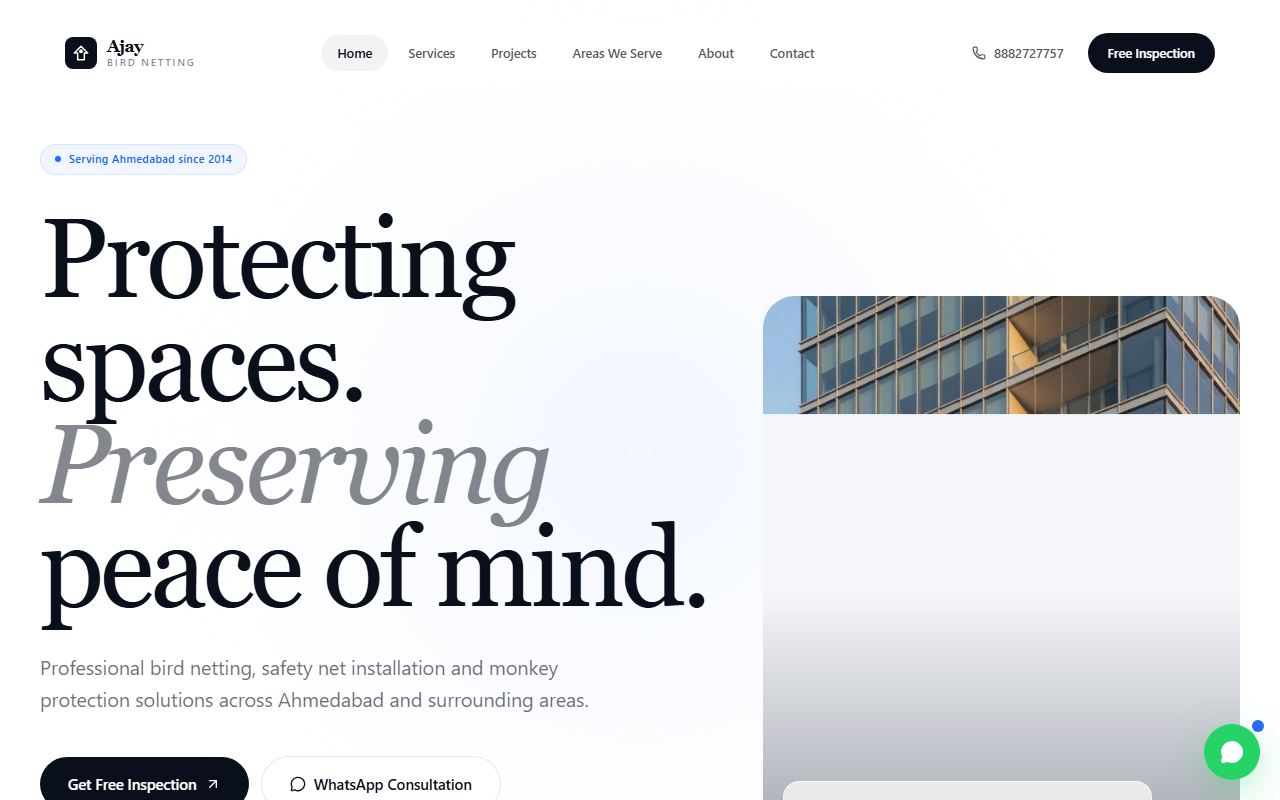 Ajay
BIRD NETTING
Home
Services
Projects
Areas We Serve
About
Contact
8882727757
Free Inspection
Serving Ahmedabad since 2014
Protecting
spaces.
Preserving
peace of mind.
Professional bird netting, safety net installation and monkey
protection solutions across Ahmedabad and surrounding areas.
Get Free Inspection
WhatsApp Consultation